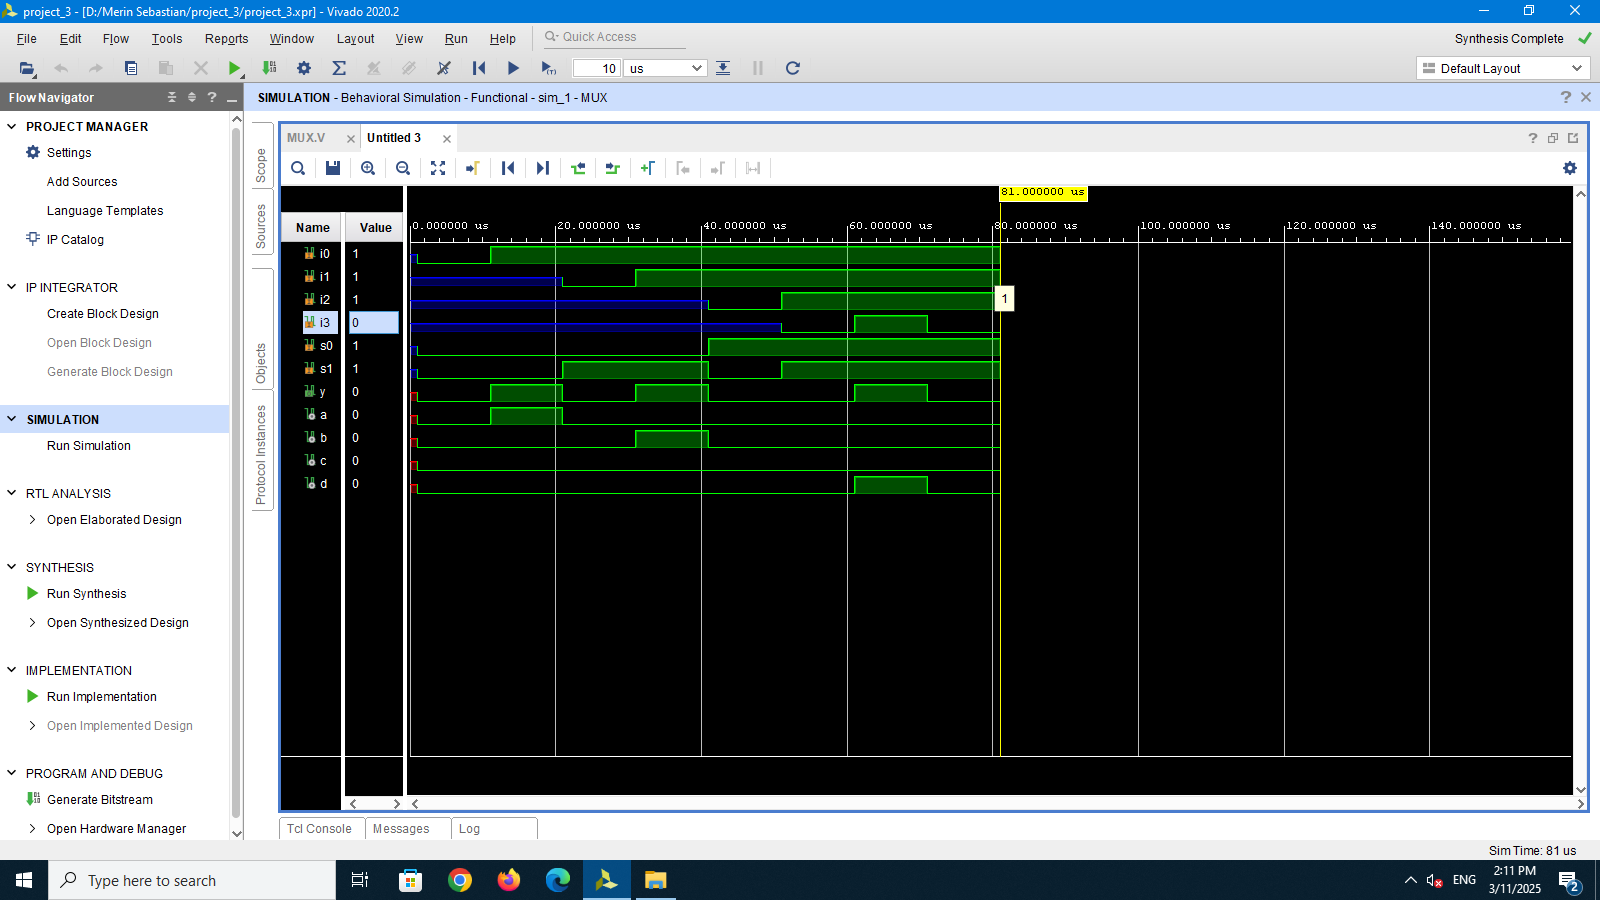 project_3 - [D:/Merin Sebastian/project_3/project_3.xpr] - Vivado 2020.2
File Edit Flow Tools Reports Window Layout View Run Help Quick Access
Synthesis Complete
10 us
Default Layout
Flow Navigator
PROJECT MANAGER
Settings
Add Sources
Language Templates
IP Catalog
IP INTEGRATOR
Create Block Design
Open Block Design
Generate Block Design
SIMULATION
Run Simulation
RTL ANALYSIS
Open Elaborated Design
SYNTHESIS
Run Synthesis
Open Synthesized Design
IMPLEMENTATION
Run Implementation
Open Implemented Design
PROGRAM AND DEBUG
Generate Bitstream
Open Hardware Manager
SIMULATION - Behavioral Simulation - Functional - sim_1 - MUX
Scope
Sources
Objects
Protocol Instances
MUX.V Untitled 3
81.000000 us
Name Value
0.000000 us 20.000000 us 40.000000 us 60.000000 us 80.000000 us 100.000000 us 120.000000 us 140.000000 us
i0 1
i1 1
i2 1
1
i3 0
s0 1
s1 1
y 0
a 0
b 0
c 0
d 0
Tcl Console Messages Log
Sim Time: 81 us
Type here to search
ENG
2:11 PM
3/11/2025
2